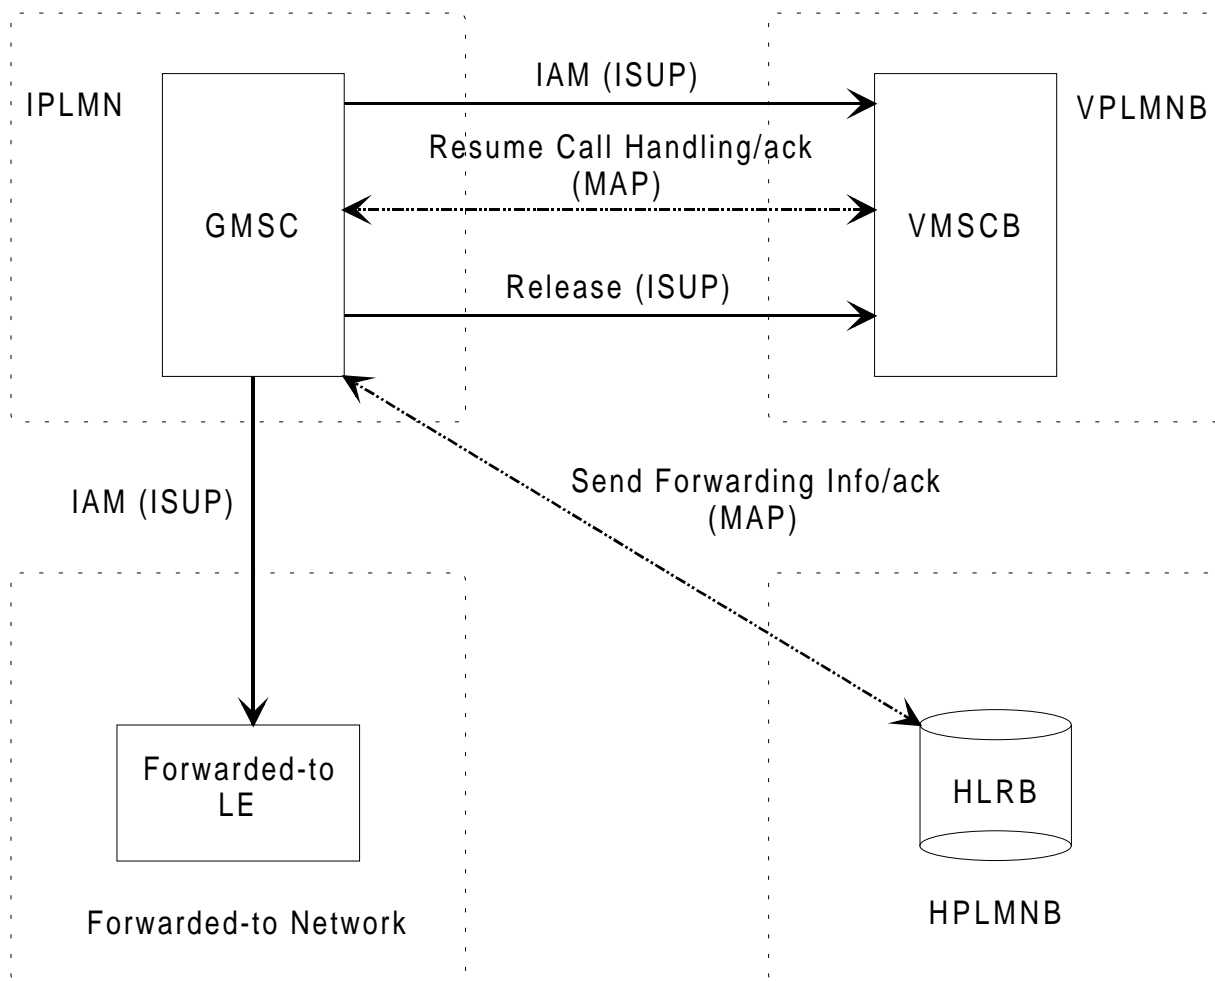 IAM (ISUP)
IPLMN
VPLMNB
Resume Call Handling/ack
(MAP)
GMSC
VMSCB
Release (ISUP)
Send Forwarding Info/ack
(MAP)
IAM (ISUP)
Forwarded-to
LE
HLRB
Forwarded-to Network
HPLMNB